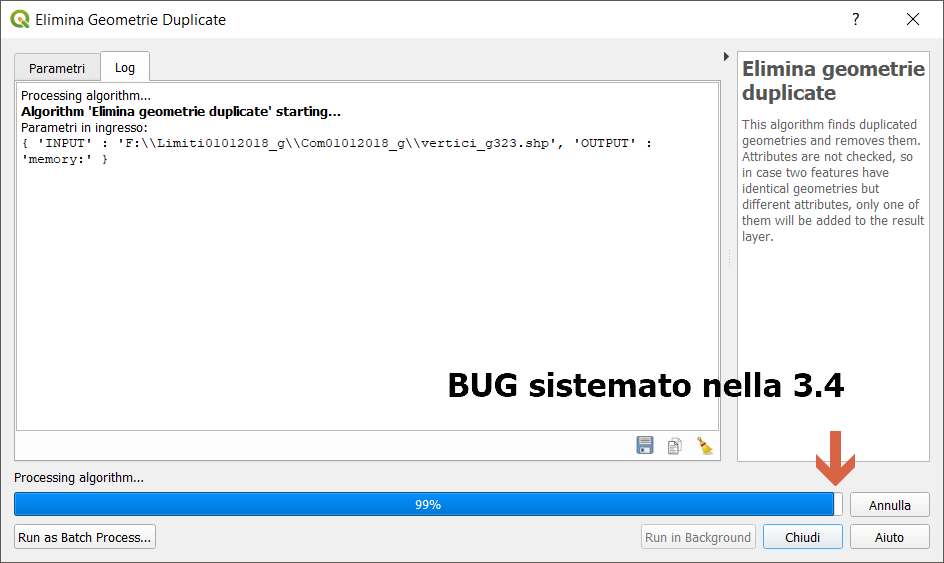 Elimina Geometrie Duplicate
?
Parametri
Log
Processing algorithm...
Algorithm 'Elimina geometrie duplicate' starting...
Parametri in ingresso:
{ 'INPUT' : 'F:\\Limiti01012018_g\\Com01012018_g\\vertici_g323.shp', 'OUTPUT' :
'memory:' }
Elimina geometrie
duplicate
This algorithm finds duplicated
geometries and removes them.
Attributes are not checked, so
in case two features have
identical geometries but
different attributes, only one of
them will be added to the result
layer.
BUG sistemato nella 3.4
Processing algorithm...
99%
Annulla
Run as Batch Process...
Run in Background
Chiudi
Aiuto